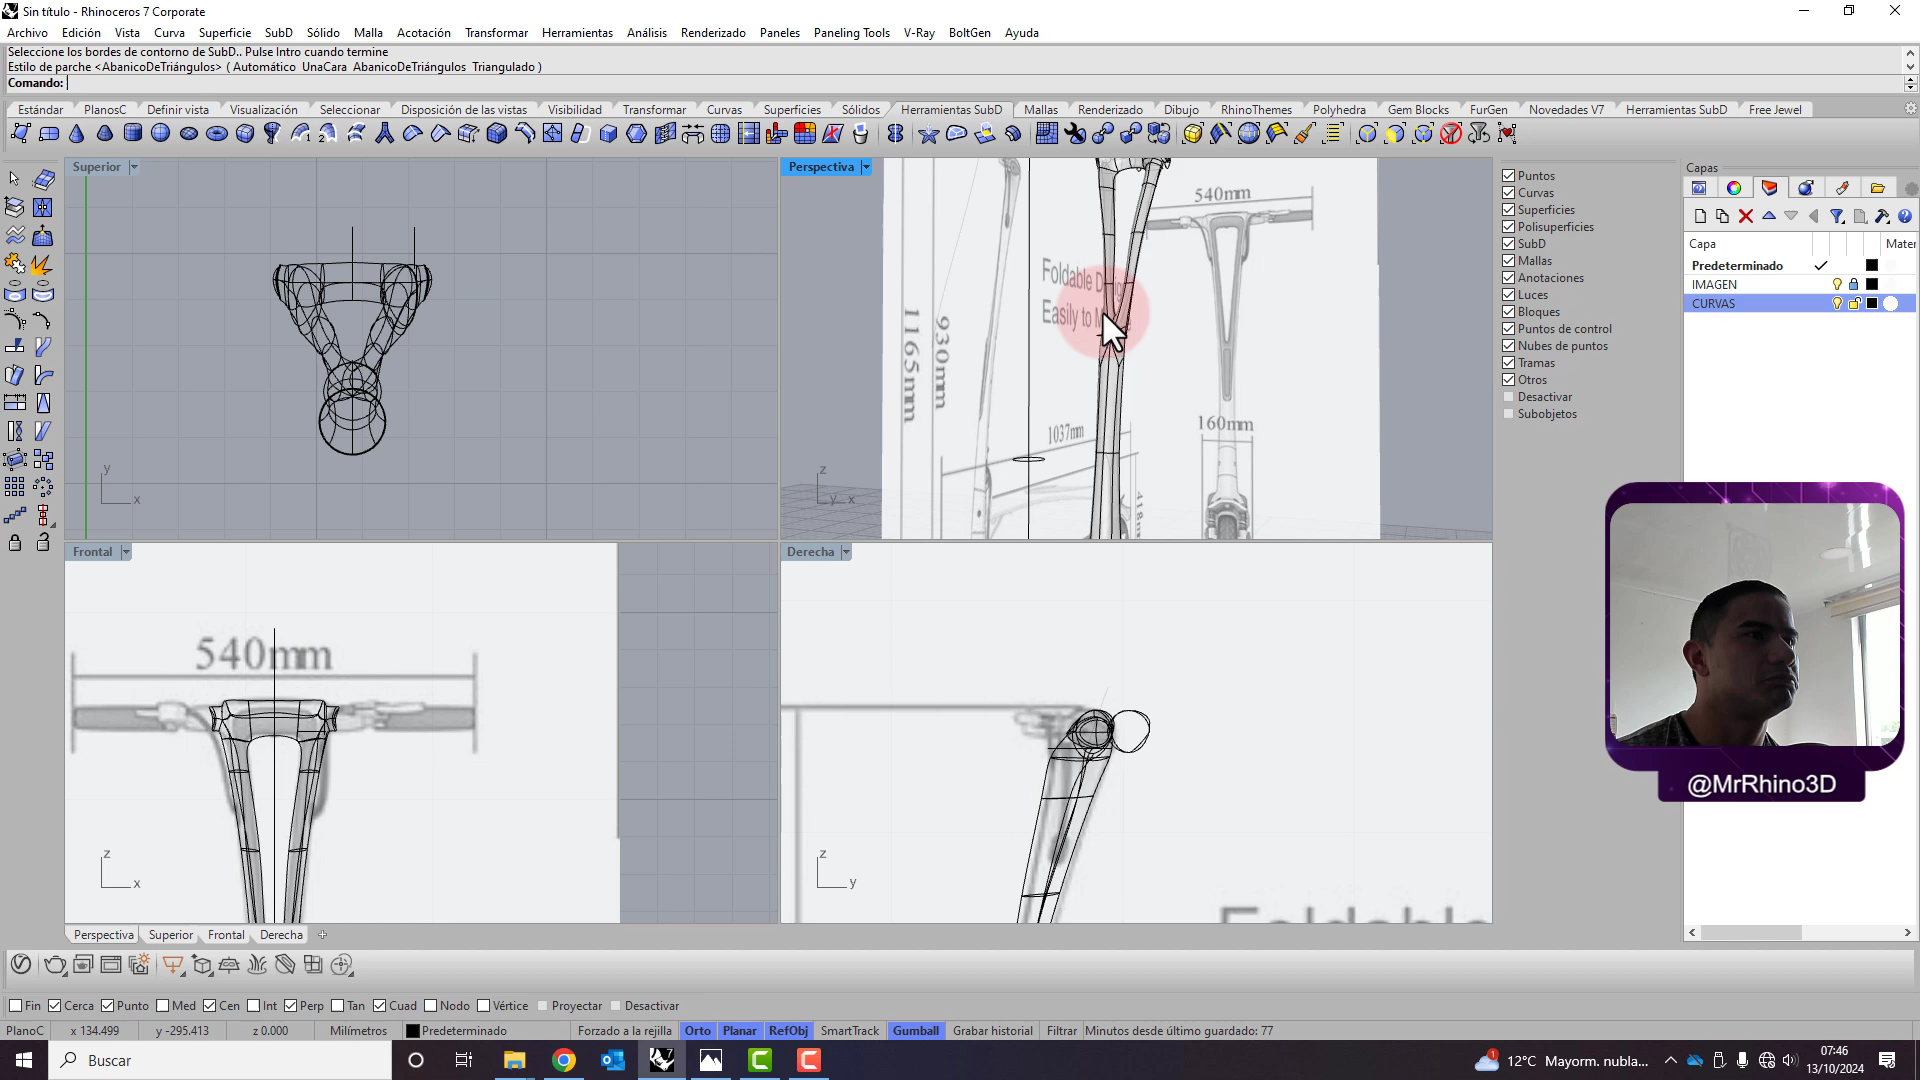 Sin título - Rhinoceros 7 Corporate
Archivo Edición Vista Curva Superficie SubD Sólido Malla Acotación Transformar Herramientas Análisis Renderizado Paneles Paneling Tools V-Ray BoltGen Ayuda
Seleccione los bordes de contorno de SubD.. Pulse Intro cuando termine
Estilo de parche <AbanicoDeTriángulos> ( Automático UnaCara AbanicoDeTriángulos Triangulado )
Comando:
Estándar PlanosC Definir vista Visualización Seleccionar Disposición de las vistas Visibilidad Transformar Curvas Superficies Sólidos Herramientas SubD Mallas Renderizado Dibujo RhinoThemes Polyhedra Gem Blocks FurGen Novedades V7 Herramientas SubD Free Jewel
Superior
y
x
Perspectiva
540mm
Foldable
Easily to
1165mm
930mm
1037mm
160mm
z
y x
Frontal
540mm
z
x
Derecha
z
y
Foldable
Puntos
Curvas
Superficies
Polisuperficies
SubD
Mallas
Anotaciones
Luces
Bloques
Puntos de control
Nubes de puntos
Tramas
Otros
Desactivar
Subobjetos
Capas
Capa Mater
Predeterminado
IMAGEN
CURVAS
@MrRhino3D
Perspectiva Superior Frontal Derecha
Fin Cerca Punto Med Cen Int Perp Tan Cuad Nodo Vértice Proyectar Desactivar
PlanoC x 134.499 y -295.413 z 0.000 Milímetros Predeterminado Forzado a la rejilla Orto Planar RefObj SmartTrack Gumball Grabar historial Filtrar Minutos desde último guardado: 77
Buscar
1
12°C Mayorm. nubla...
07:46
13/10/2024